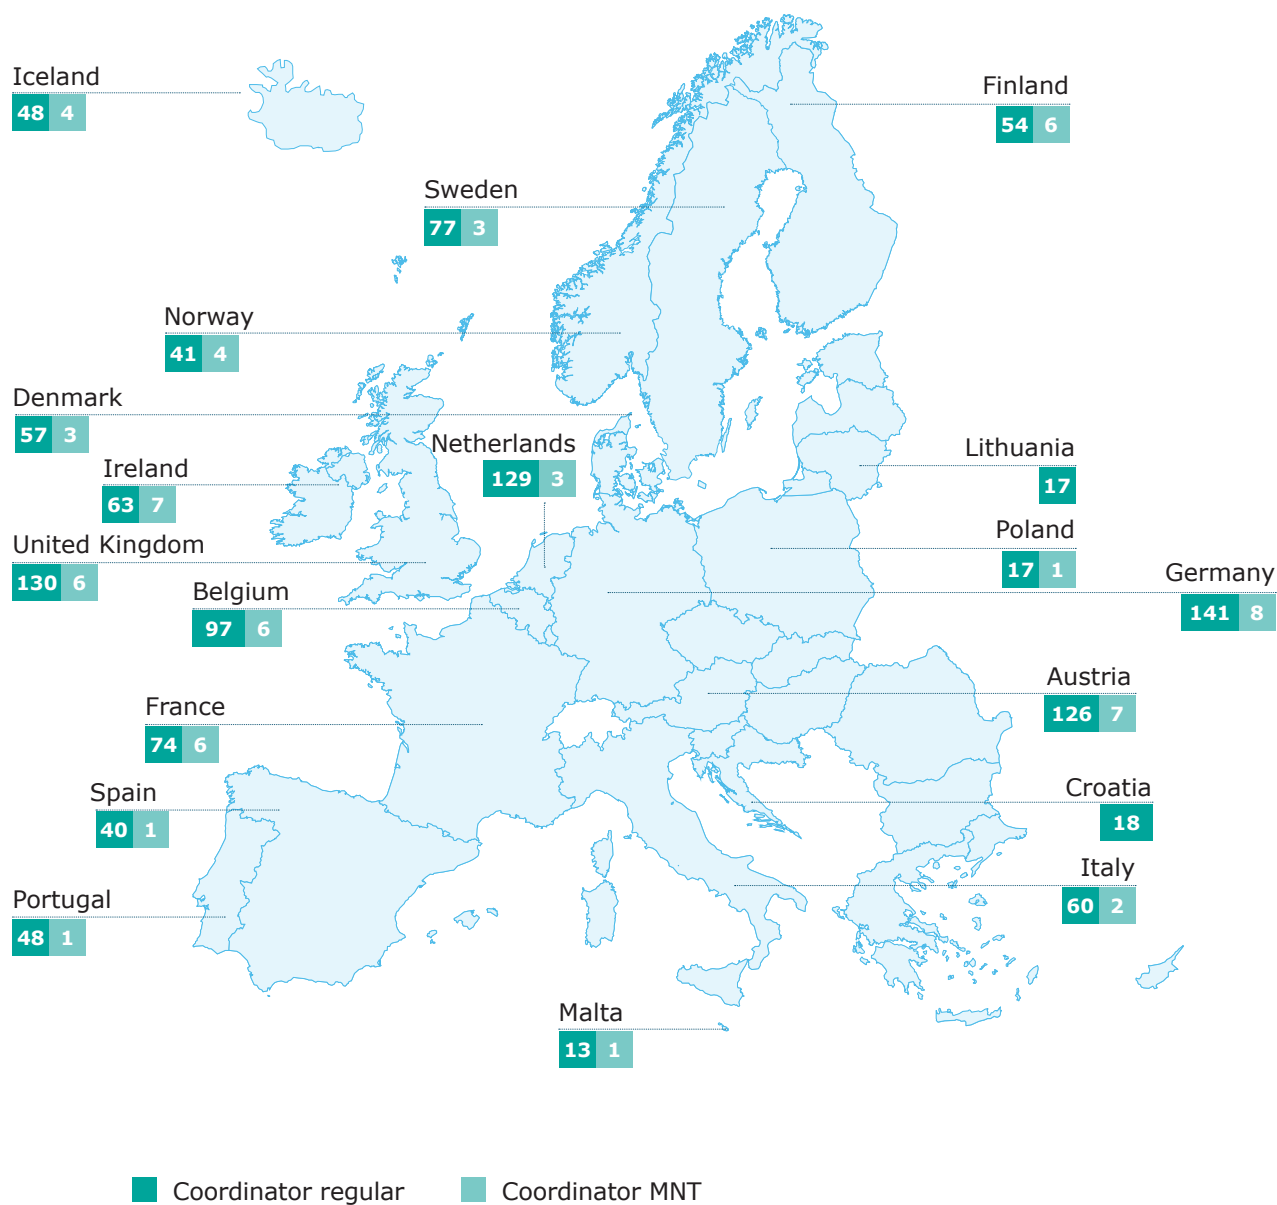 Iceland
48 4
Finland
54 6
Sweden
77 3
Norway
41 4
Denmark
57 3
Netherlands
129 3
Ireland
63 7
Lithuania
17
United Kingdom
130 6
Poland
17 1
Belgium
97 6
Germany
141 8
France
74 6
Austria
126 7
Spain
40 1
Croatia
18
Portugal
48 1
Italy
60 2
Malta
13 1
Coordinator regular
Coordinator MNT